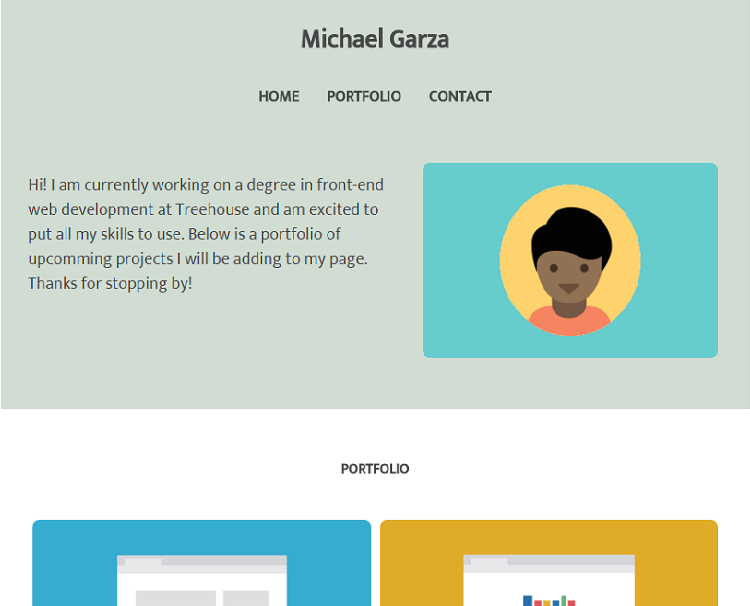 Michael Garza
HOME PORTFOLIO CONTACT
Hi! I am currently working on a degree in front-end
web development at Treehouse and am excited to
put all my skills to use. Below is a portfolio of
upcomming projects I will be adding to my page.
Thanks for stopping by!
PORTFOLIO